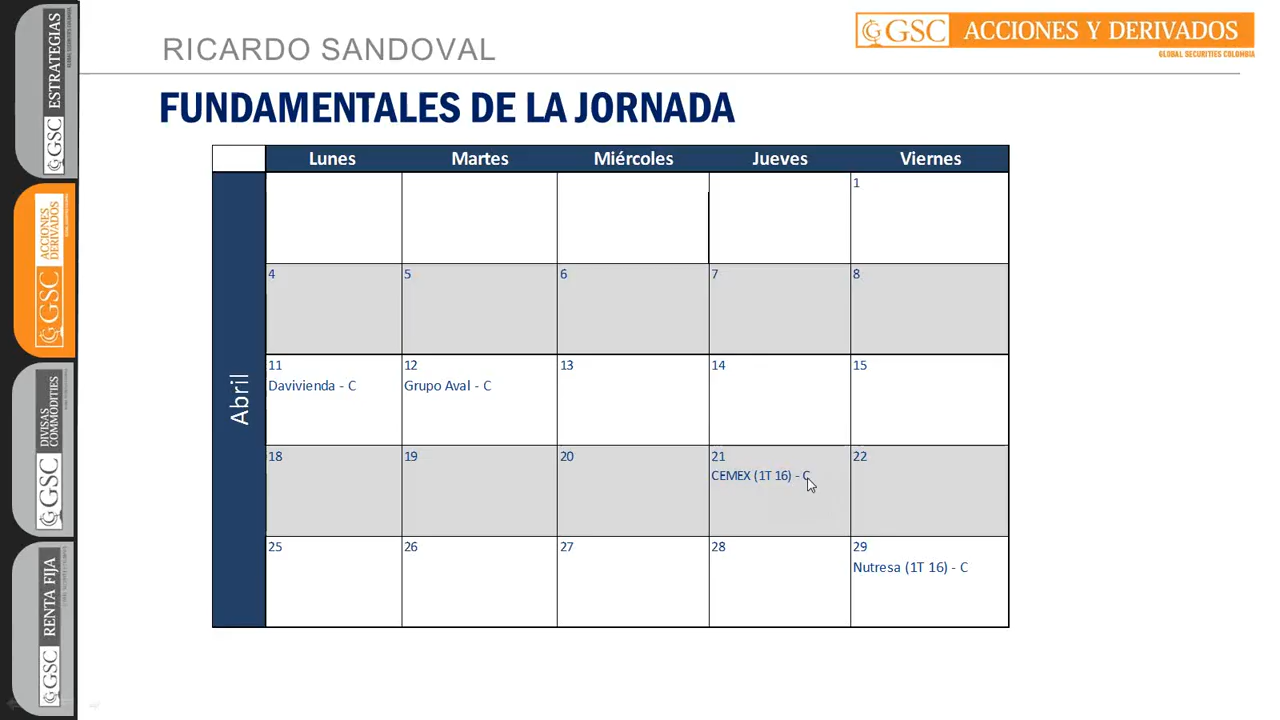 RICARDO SANDOVAL
GSC ACCIONES Y DERIVADOS
GLOBAL SECURITIES COLOMBIA
FUNDAMENTALES DE LA JORNADA
Lunes Martes Miércoles Jueves Viernes
Abril
1
4 5 6 7 8
11 12 13 14 15
Davivienda - C Grupo Aval - C
18 19 20 21 22
CEMEX (1T 16) - C
25 26 27 28 29
Nutresa (1T 16) - C
GSC ESTRATEGIAS
GSC ACCIONES
DERIVADOS
GSC DIVISAS
COMMODITIES
GSC RENTA FIJA